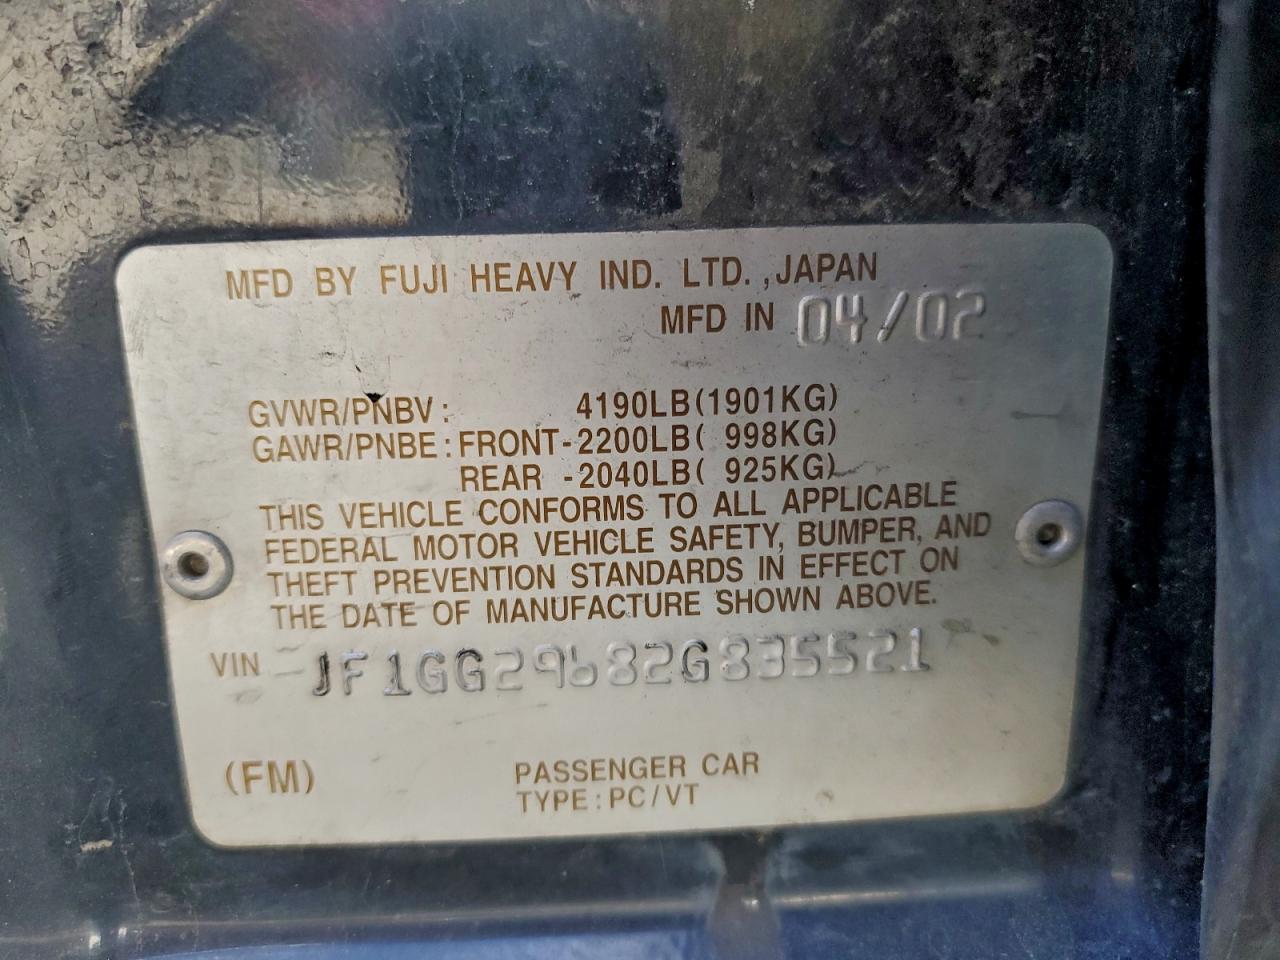 MFD BY FUJI HEAVY IND. LTD. ,JAPAN
MFD IN 04/02
GVWR/PNBV: 4190LB(1901KG)
GAWR/PNBE:FRONT-2200LB( 998KG)
REAR -2040LB( 925KG)
THIS VEHICLE CONFORMS TO ALL APPLICABLE
FEDERAL MOTOR VEHICLE SAFETY, BUMPER, AND
THEFT PREVENTION STANDARDS IN EFFECT ON
THE DATE OF MANUFACTURE SHOWN ABOVE.
VIN - JF1GG29682G835521
(FM) PASSENGER CAR
TYPE:PC/VT